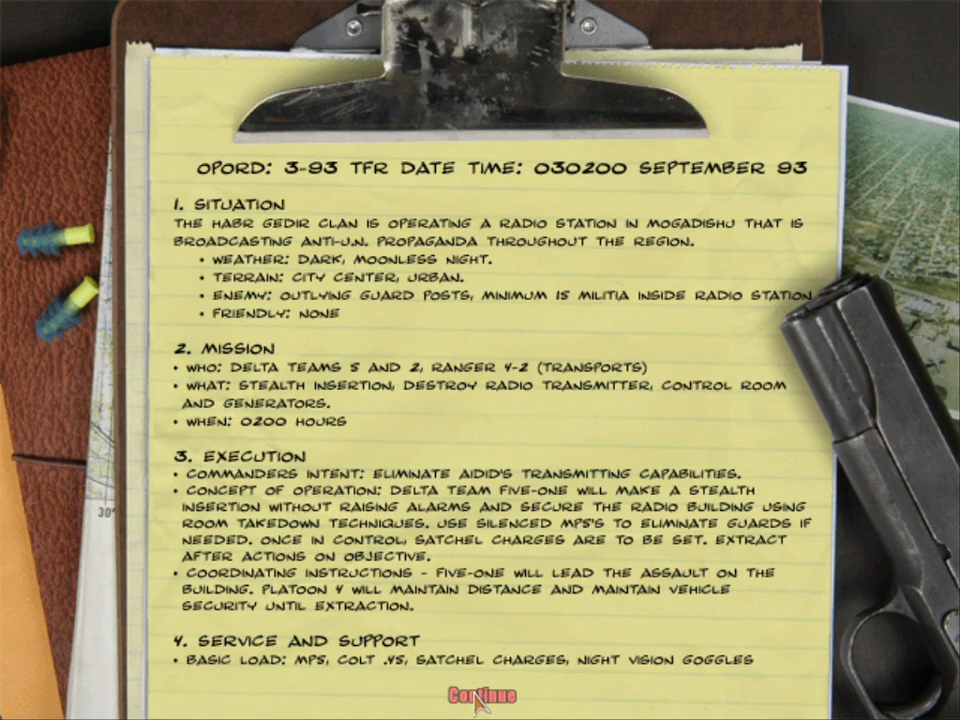 OPORD: 3-93 TFR DATE TIME: 030200 SEPTEMBER 93
1. SITUATION
THE HABR GEDIR CLAN IS OPERATING A RADIO STATION IN MOGADISHU THAT IS
BROADCASTING ANTI-U.N. PROPAGANDA THROUGHOUT THE REGION.
• WEATHER: DARK, MOONLESS NIGHT.
• TERRAIN: CITY CENTER, URBAN.
• ENEMY: OUTLYING GUARD POSTS, MINIMUM 15 MILITIA INSIDE RADIO STATION
• FRIENDLY: NONE
2. MISSION
• WHO: DELTA TEAMS 5 AND 2, RANGER 4-2 (TRANSPORTS)
• WHAT: STEALTH INSERTION, DESTROY RADIO TRANSMITTER, CONTROL ROOM
AND GENERATORS.
• WHEN: 0200 HOURS
3. EXECUTION
• COMMANDERS INTENT: ELIMINATE AIDID'S TRANSMITTING CAPABILITIES.
• CONCEPT OF OPERATION: DELTA TEAM FIVE-ONE WILL MAKE A STEALTH
INSERTION WITHOUT RAISING ALARMS AND SECURE THE RADIO BUILDING USING
ROOM TAKEDOWN TECHNIQUES. USE SILENCED MP5'S TO ELIMINATE GUARDS IF
NEEDED. ONCE IN CONTROL, SATCHEL CHARGES ARE TO BE SET. EXTRACT
AFTER ACTIONS ON OBJECTIVE.
• COORDINATING INSTRUCTIONS - FIVE-ONE WILL LEAD THE ASSAULT ON THE
BUILDING. PLATOON 4 WILL MAINTAIN DISTANCE AND MAINTAIN VEHICLE
SECURITY UNTIL EXTRACTION.
4. SERVICE AND SUPPORT
• BASIC LOAD: MP5, COLT .45, SATCHEL CHARGES, NIGHT VISION GOGGLES
Continue
30°